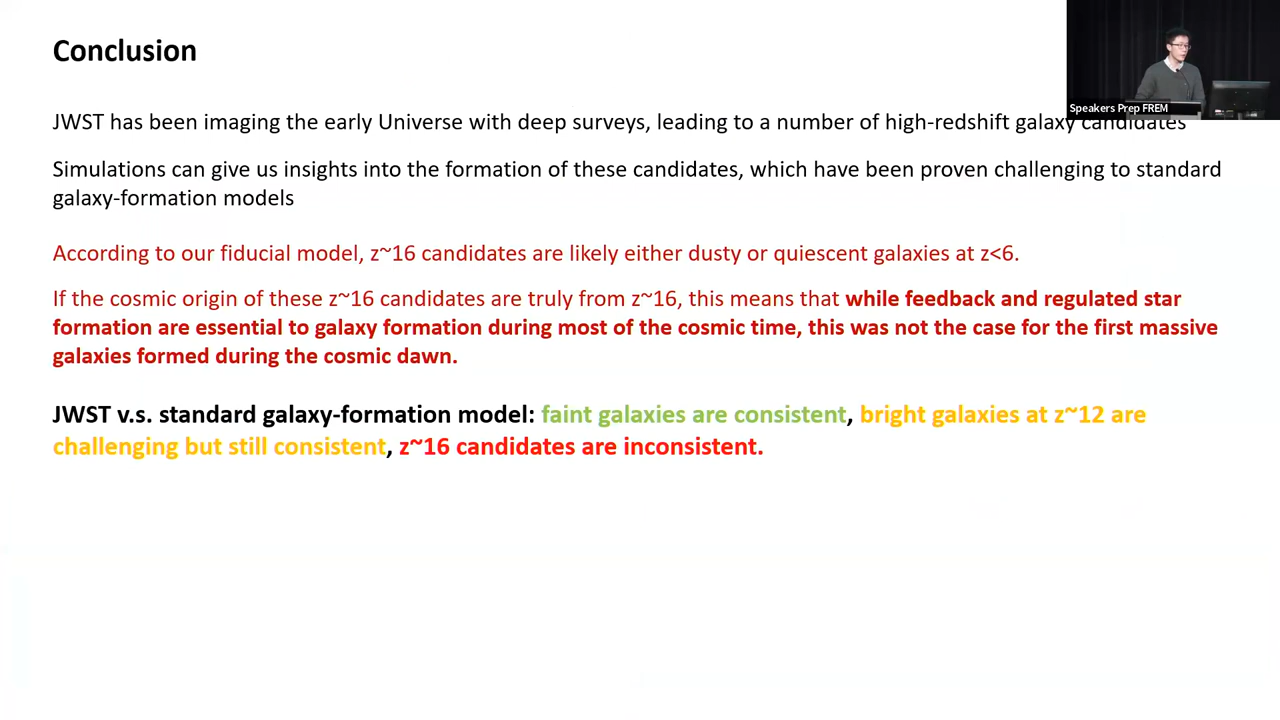 Conclusion
Speakers Prep FREM
JWST has been imaging the early Universe with deep surveys, leading to a number of high-redshift galaxy candidates
Simulations can give us insights into the formation of these candidates, which have been proven challenging to standard
galaxy-formation models
According to our fiducial model, z~16 candidates are likely either dusty or quiescent galaxies at z<6.
If the cosmic origin of these z~16 candidates are truly from z~16, this means that while feedback and regulated star
formation are essential to galaxy formation during most of the cosmic time, this was not the case for the first massive
galaxies formed during the cosmic dawn.
JWST v.s. standard galaxy-formation model: faint galaxies are consistent, bright galaxies at z~12 are
challenging but still consistent, z~16 candidates are inconsistent.